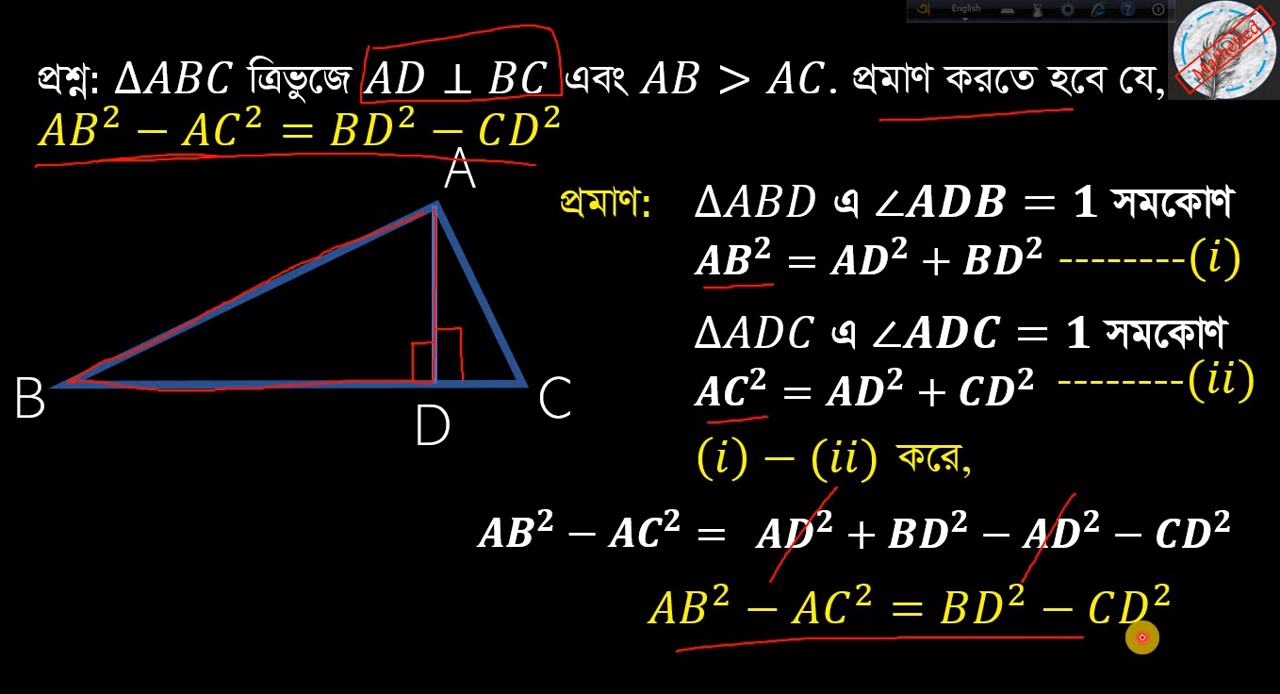 English
MathShed
প্রশ্ন: ΔABC ত্রিভুজে AD ⊥ BC এবং AB > AC. প্রমাণ করতে হবে যে,
AB² − AC² = BD² − CD²
A
B
D
C
প্রমাণ: ΔABD এ ∠ADB = 1 সমকোণ
AB² = AD² + BD² --------(i)
ΔADC এ ∠ADC = 1 সমকোণ
AC² = AD² + CD² --------(ii)
(i) − (ii) করে,
AB² − AC² = AD² + BD² − AD² − CD²
AB² − AC² = BD² − CD²